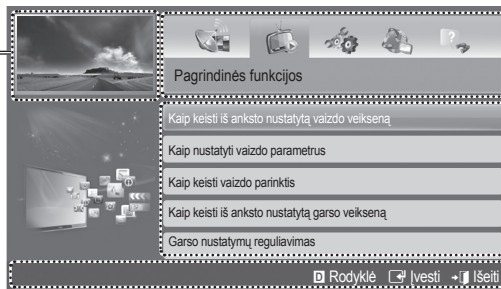 Pagrindinės funkcijos
Kaip keisti iš anksto nustatytą vaizdo veikseną
Kaip nustatyti vaizdo parametrus
Kaip keisti vaizdo parinktis
Kaip keisti iš anksto nustatytą garso veikseną
Garso nustatymų reguliavimas
D Rodyklė Įvesti Išeiti